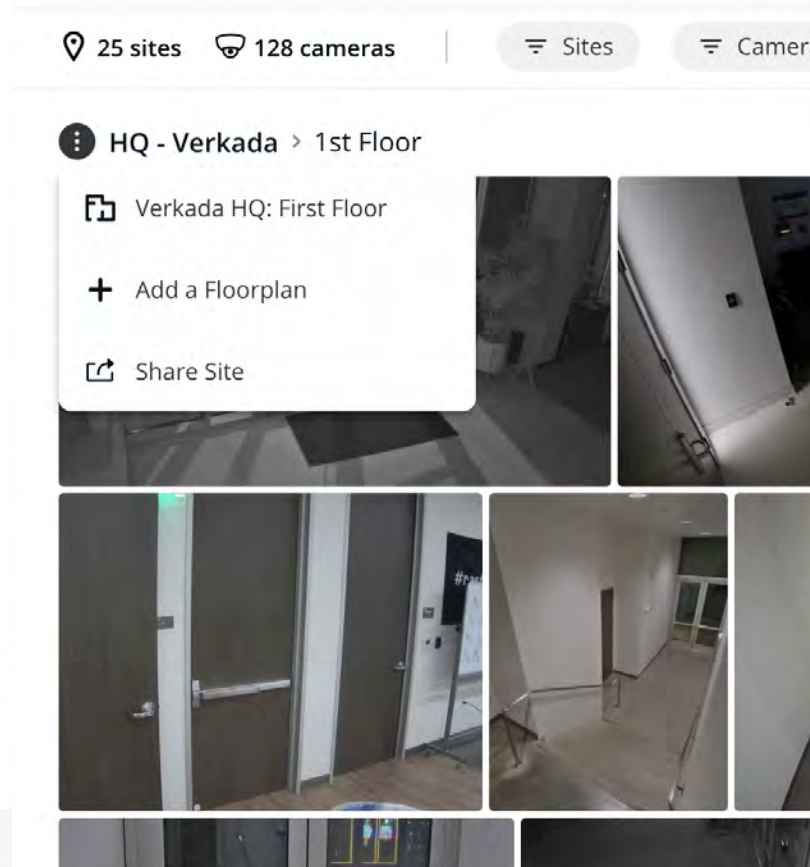 25 sites 128 cameras Sites Camer
HQ - Verkada > 1st Floor
Verkada HQ: First Floor
Add a Floorplan
Share Site